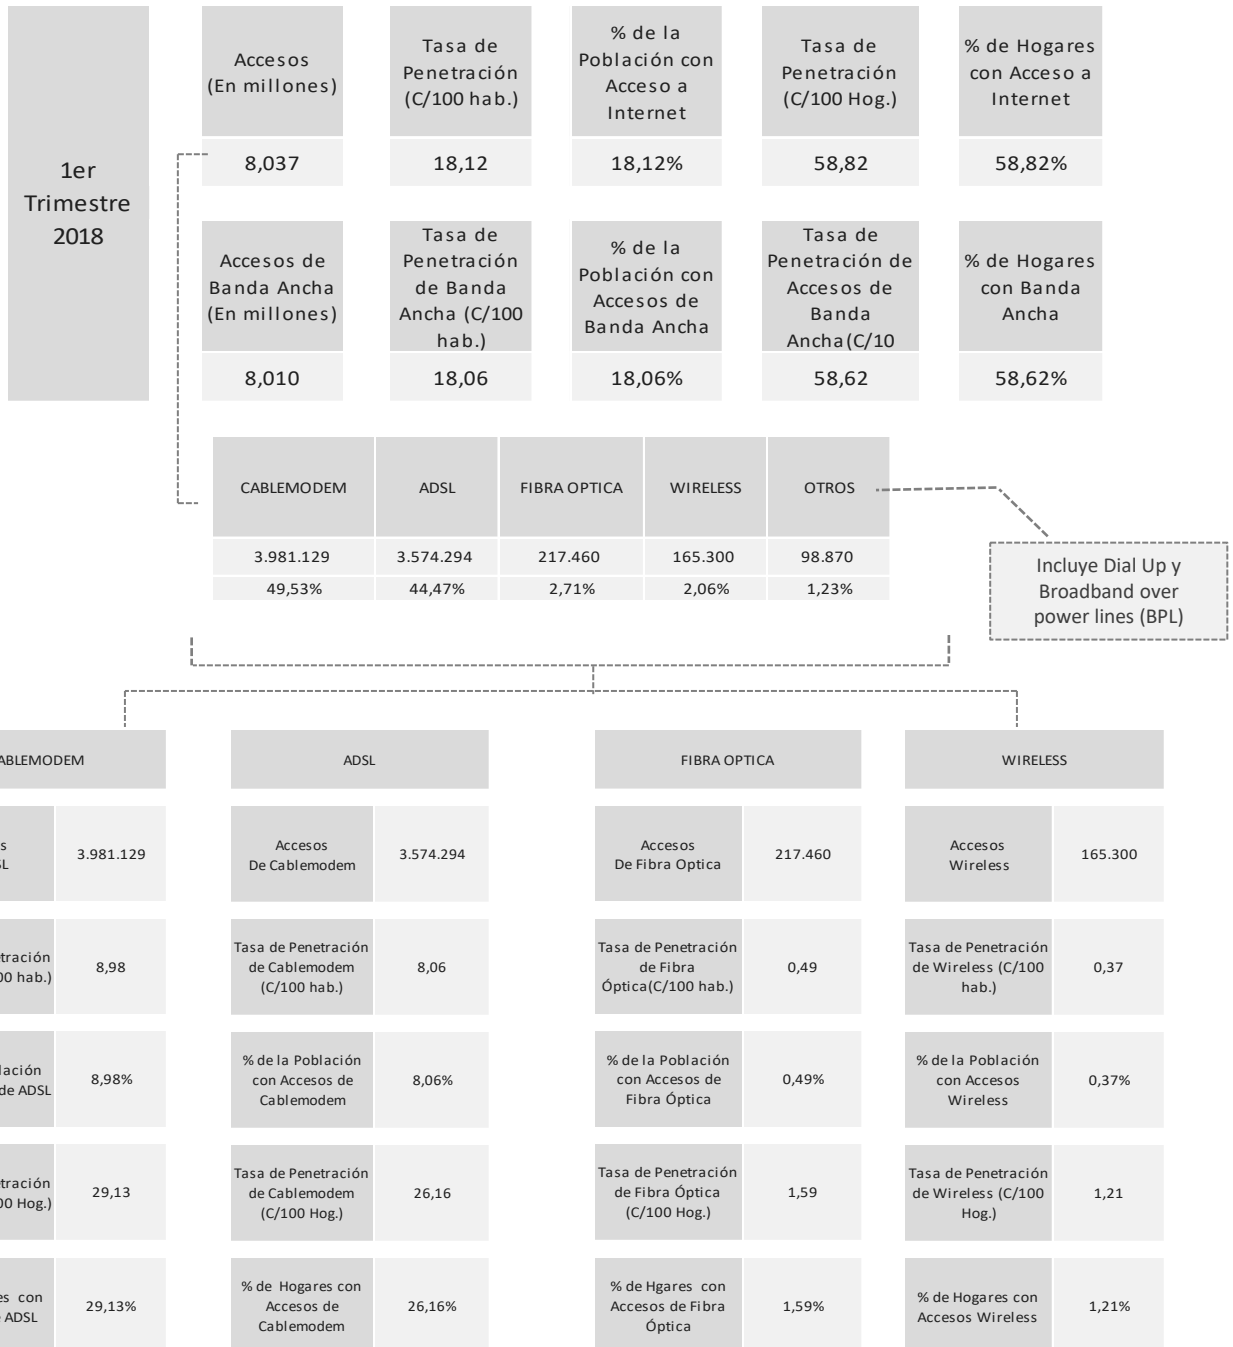 1er
Trimestre
2018
Accesos
(En millones)
Tasa de
Penetración
(C/100 hab.)
% de la
Población con
Acceso a
Internet
Tasa de
Penetración
(C/100 Hog.)
% de Hogares
con Acceso a
Internet
8,037
18,12
18,12%
58,82
58,82%
Accesos de
Banda Ancha
(En millones)
Tasa de
Penetración
de Banda
Ancha (C/100
hab.)
% de la
Población con
Accesos de
Banda Ancha
Tasa de
Penetración de
Accesos de
Banda
Ancha(C/10
% de Hogares
con Banda
Ancha
8,010
18,06
18,06%
58,62
58,62%
CABLEMODEM
ADSL
FIBRA OPTICA
WIRELESS
OTROS
3.981.129
3.574.294
217.460
165.300
98.870
49,53%
44,47%
2,71%
2,06%
1,23%
Incluye Dial Up y
Broadband over
power lines (BPL)
ABLEMODEM
s
SL
3.981.129
etración
00 hab.)
8,98
lación
de ADSL
8,98%
etración
00 Hog.)
29,13
es con
ADSL
29,13%
ADSL
Accesos
De Cablemodem
3.574.294
Tasa de Penetración
de Cablemodem
(C/100 hab.)
8,06
% de la Población
con Accesos de
Cablemodem
8,06%
Tasa de Penetración
de Cablemodem
(C/100 Hog.)
26,16
% de Hogares con
Accesos de
Cablemodem
26,16%
FIBRA OPTICA
Accesos
De Fibra Optica
217.460
Tasa de Penetración
de Fibra
Óptica(C/100 hab.)
0,49
% de la Población
con Accesos de
Fibra Óptica
0,49%
Tasa de Penetración
de Fibra Óptica
(C/100 Hog.)
1,59
% de Hgares con
Accesos de Fibra
Óptica
1,59%
WIRELESS
Accesos
Wireless
165.300
Tasa de Penetración
de Wireless (C/100
hab.)
0,37
% de la Población
con Accesos
Wireless
0,37%
Tasa de Penetración
de Wireless (C/100
Hog.)
1,21
% de Hogares con
Accesos Wireless
1,21%